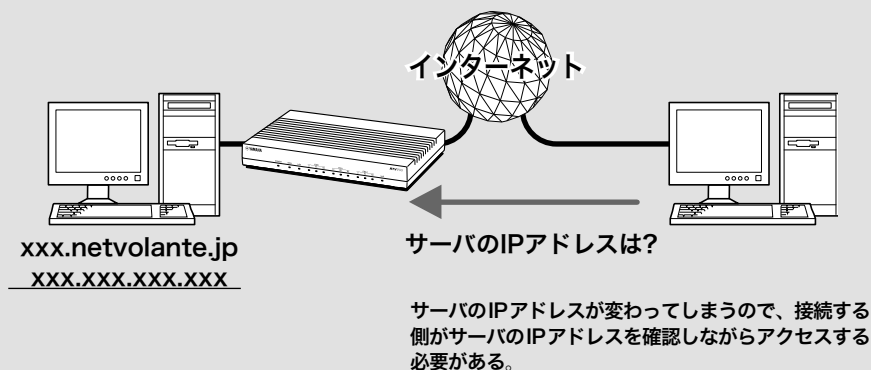 インターネット
YAMAHA
xxx.netvolante.jp
xxx.xxx.xxx.xxx
サーバのIPアドレスは?
サーバのIPアドレスが変わってしまうので、接続する
側がサーバのIPアドレスを確認しながらアクセスする
必要がある。